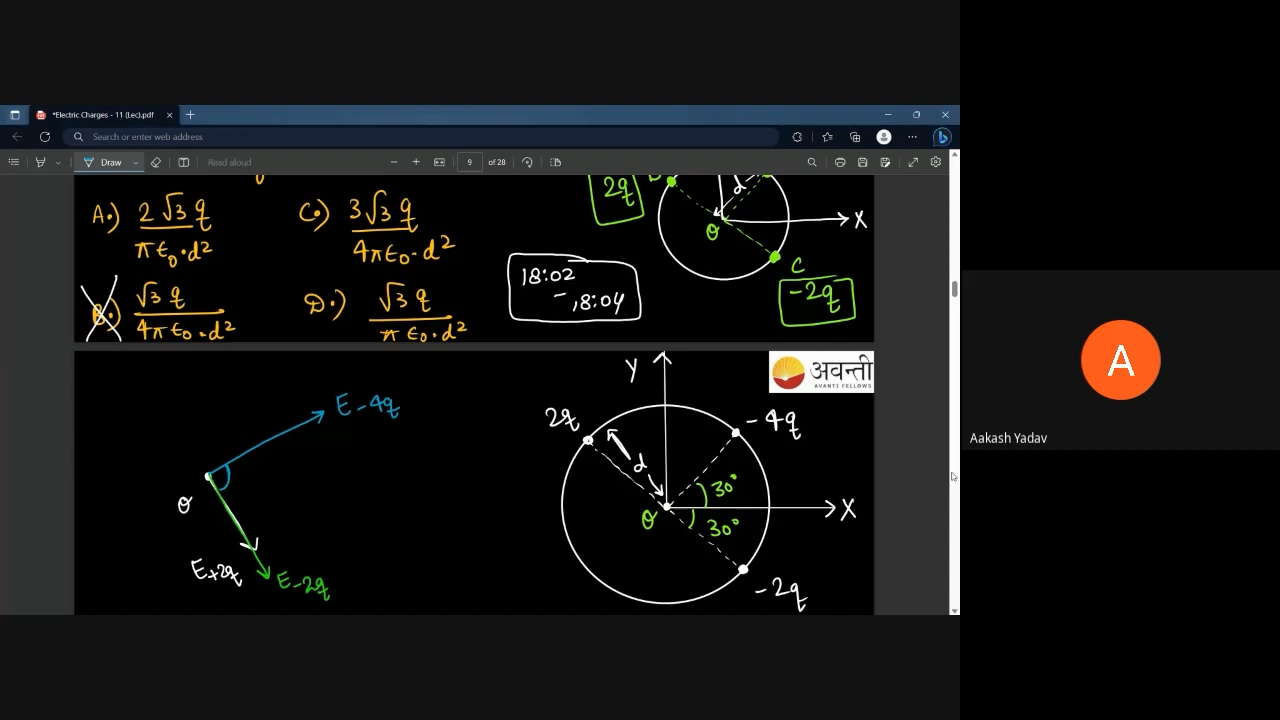 *Electric Charges - 11 (Lec).pdf
Search or enter web address
Draw
Read aloud
9 of 28
A.) 2√3 q / πε₀·d²
C.) 3√3 q / 4πε₀·d²
B.) √3 q / 4πε₀·d²
D.) √3 q / πε₀·d²
18:02
- 18:04
2q
d
X
O
C
-2q
अवन्ती
AVANTI FELLOWS
Y
E-4q
2q
-4q
d
30°
O
X
30°
O
E+2q
E-2q
-2q
A
Aakash Yadav